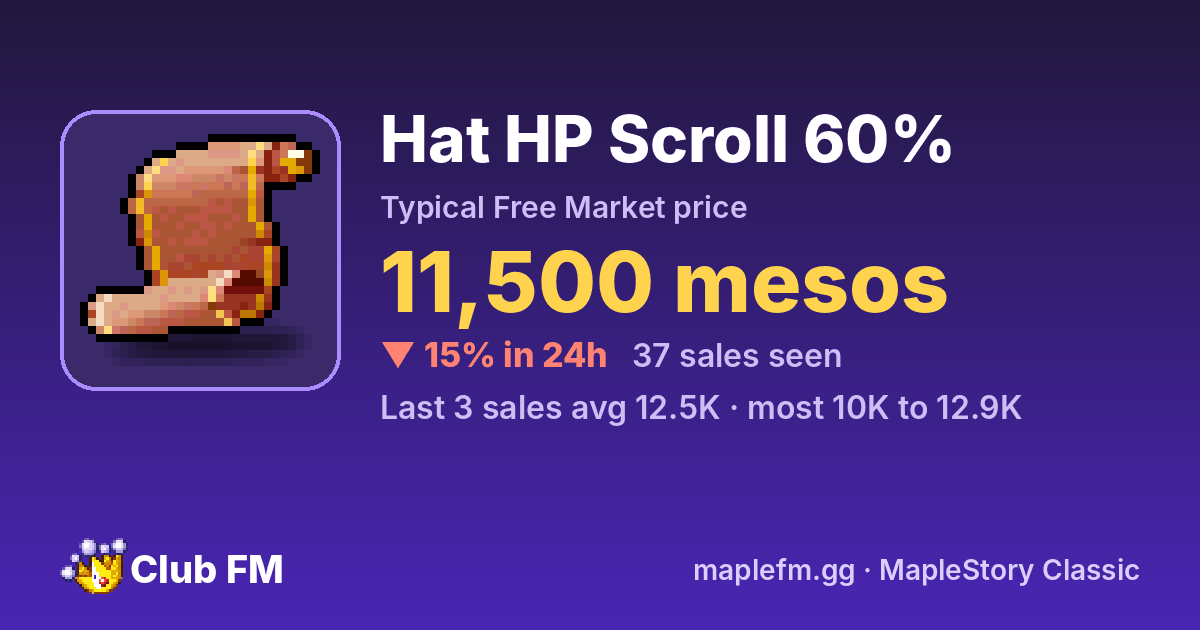 Hat HP Scroll 60%
Typical Free Market price
11,500 mesos
▼ 15% in 24h 37 sales seen
Last 3 sales avg 12.5K · most 10K to 12.9K
Club FM
maplefm.gg · MapleStory Classic